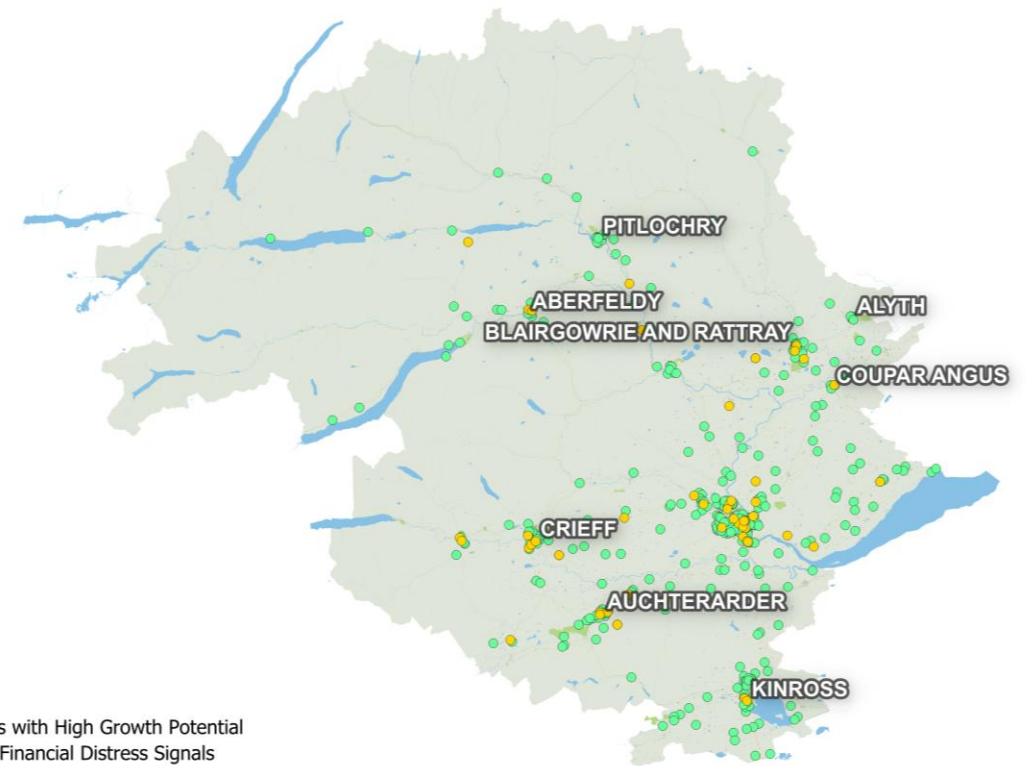 PITLOCHRY
ABERFELDY
ALYTH
BLAIRGOWRIE AND RATTRAY
COUPAR ANGUS
CRIEFF
AUCHTERARDER
KINROSS
s with High Growth Potential
Financial Distress Signals